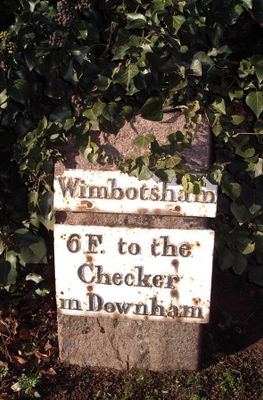 Wimbotsham
6 F. to the
Checker
in Downham